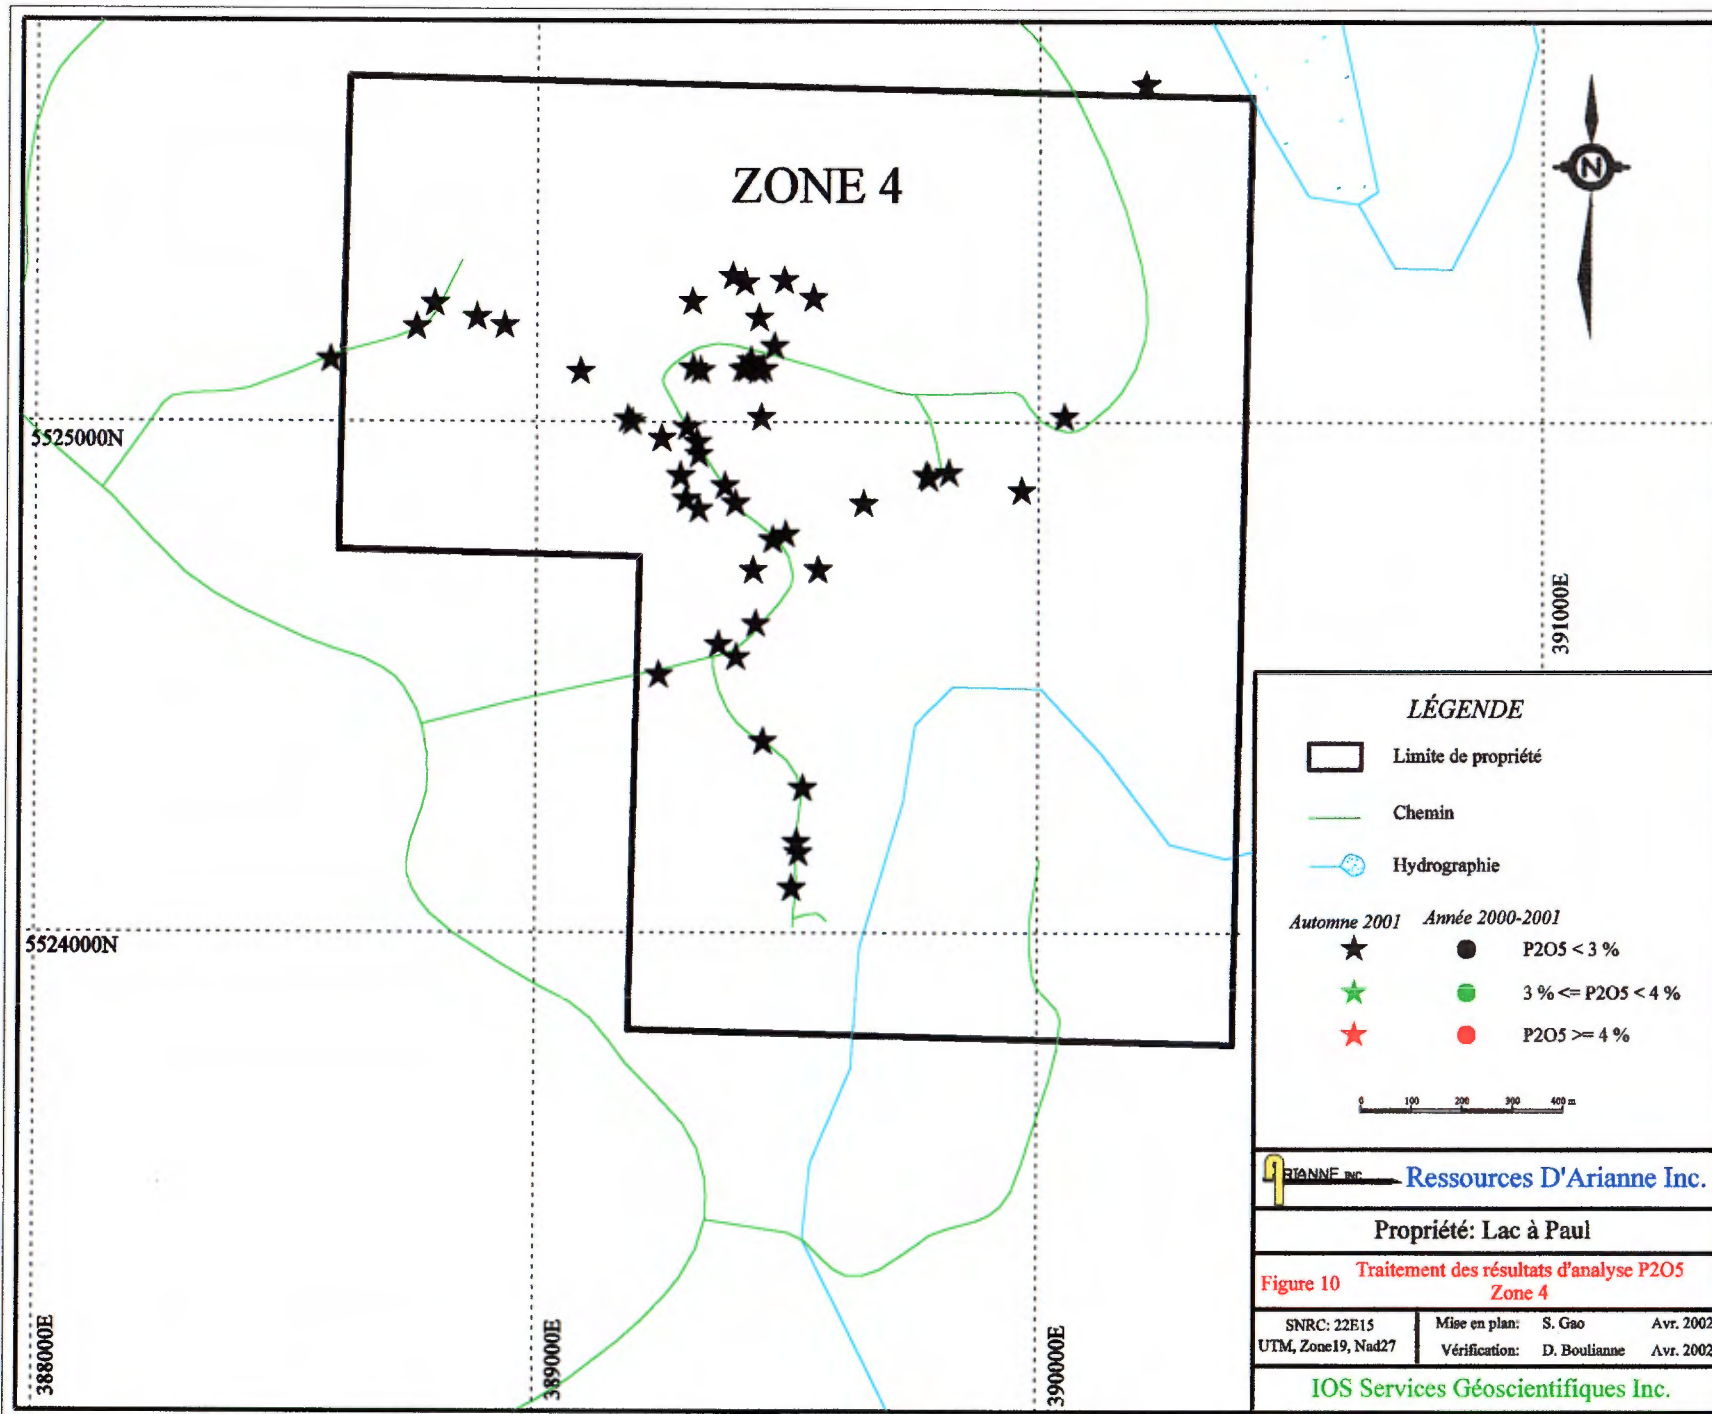 ZONE 4
5525000N
391000E
5524000N
388000E
389000E
390000E
LÉGENDE
Limite de propriété
Chemin
Hydrographie
Automne 2001 Année 2000-2001
P2O5 < 3 %
3 % <= P2O5 < 4 %
P2O5 >= 4 %
0 100 200 300 400 m
ARIANNE INC. Ressources D'Arianne Inc.
Propriété: Lac à Paul
Figure 10 Traitement des résultats d'analyse P2O5
Zone 4
SNRC: 22E15
UTM, Zone19, Nad27
Mise en plan: S. Gao Avr. 2002
Vérification: D. Boulianne Avr. 2002
IOS Services Géoscientifiques Inc.
N